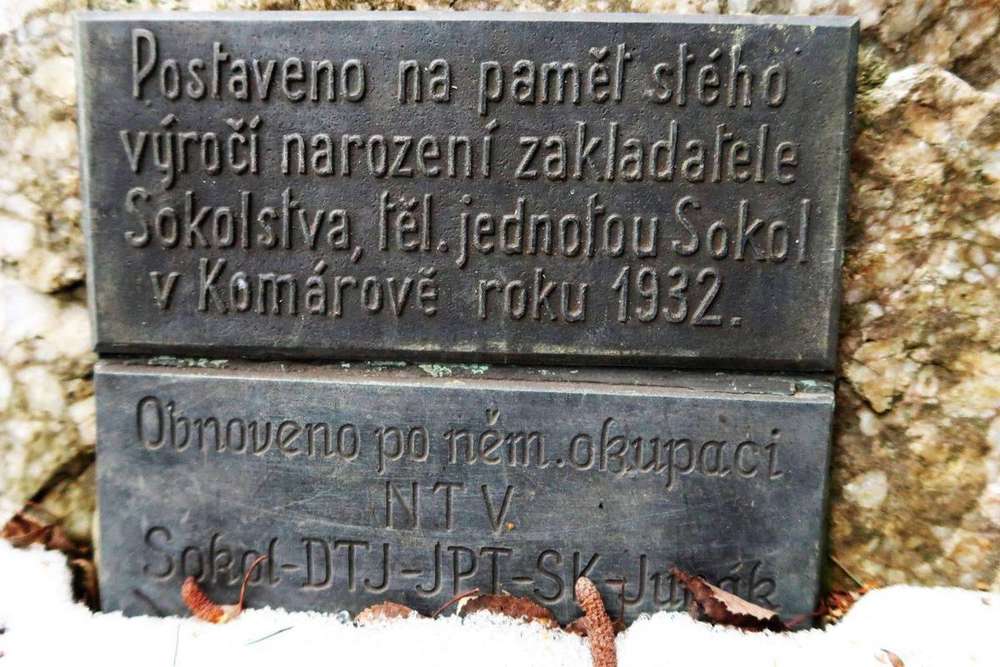 Postaveno na pamět stého
výročí narození zakladatele
Sokolstva, těl. jednotou Sokol
v Komárově roku 1932.
Obnoveno po něm. okupaci
NTV
Sokol-DTJ-JPT-SK-Junák